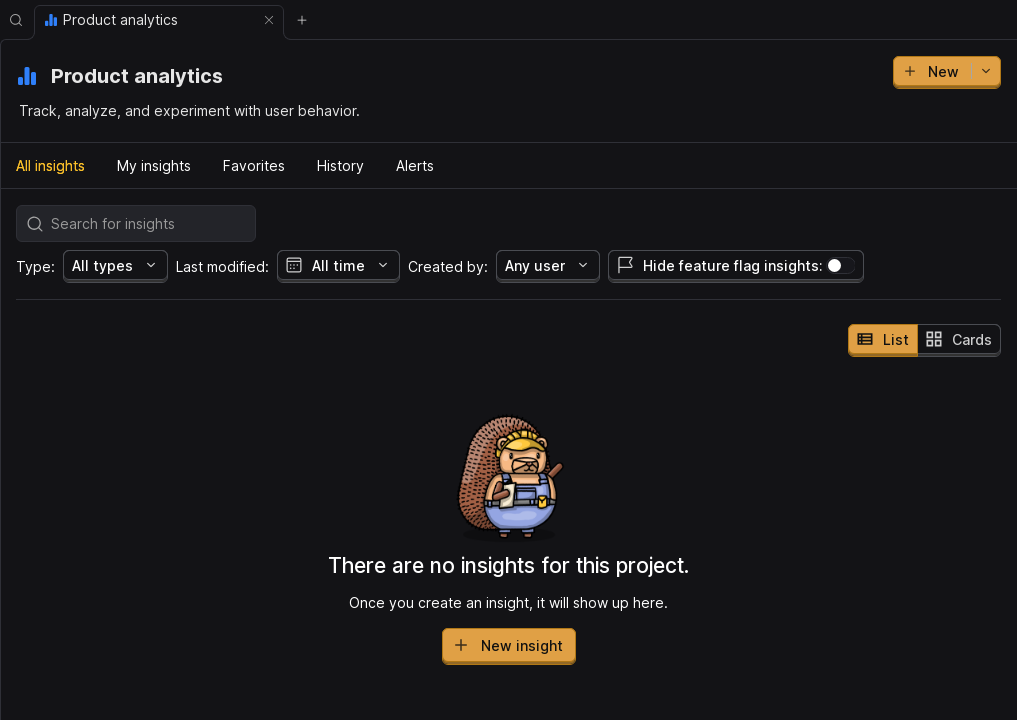 Product analytics
Product analytics
New
Track, analyze, and experiment with user behavior.
All insights My insights Favorites History Alerts
Search for insights
Type: All types Last modified: All time Created by: Any user Hide feature flag insights:
List Cards
There are no insights for this project.
Once you create an insight, it will show up here.
New insight